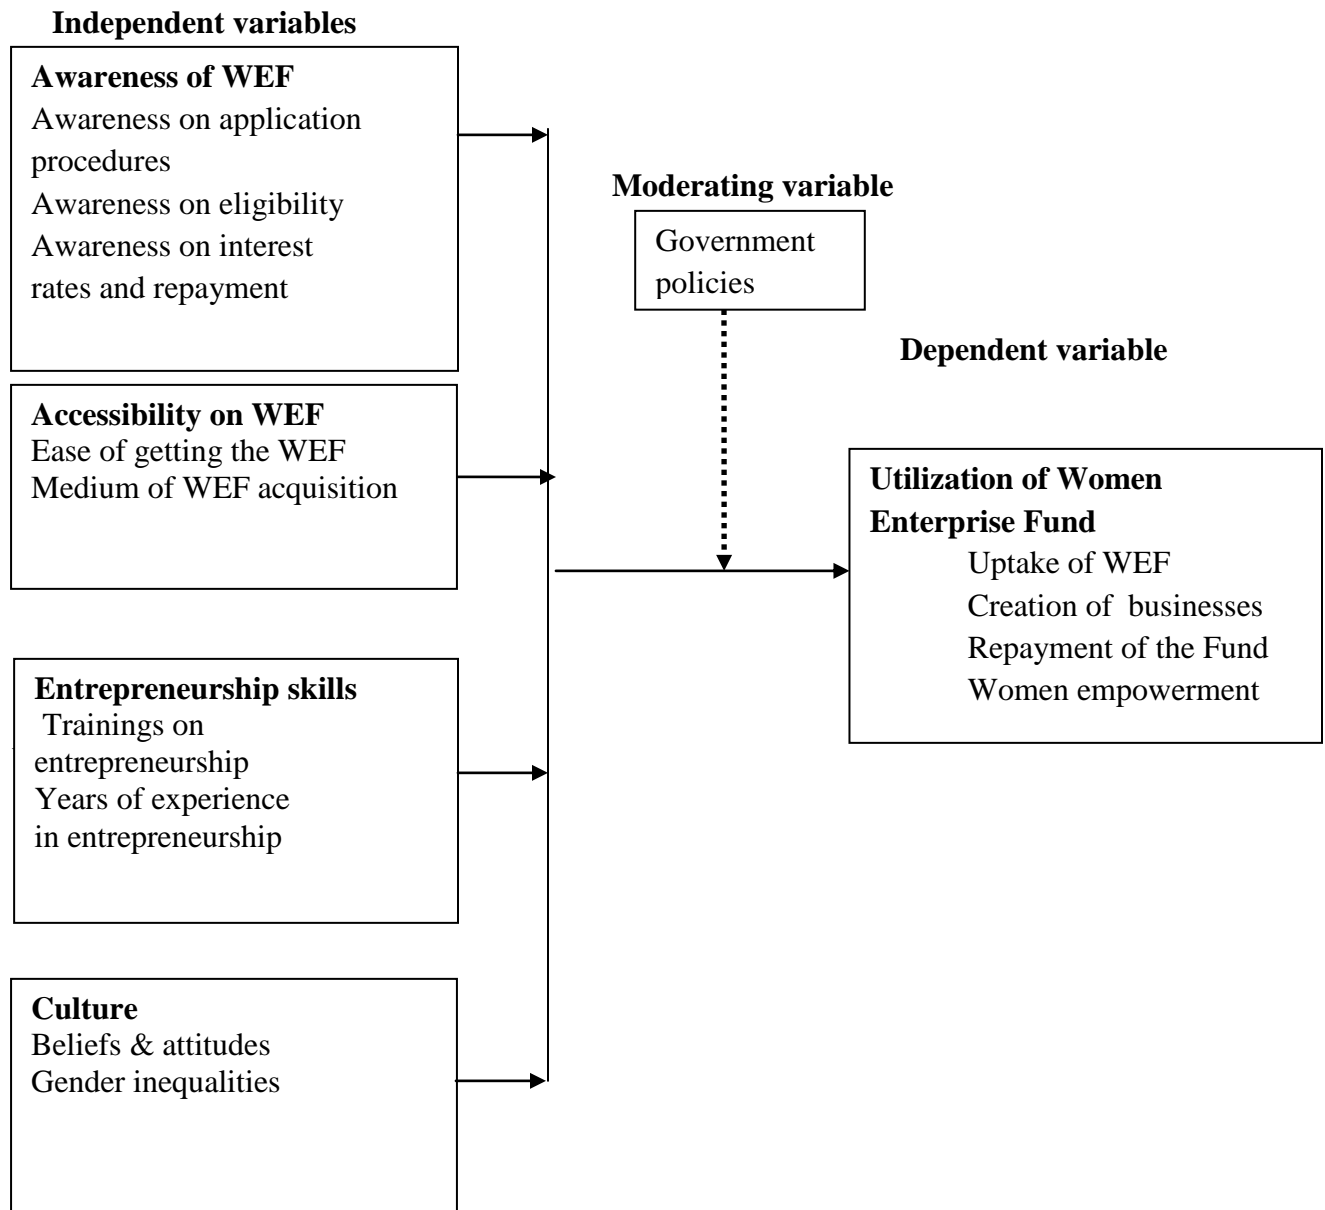 Independent variables
Awareness of WEF
Awareness on application
procedures
Awareness on eligibility
Awareness on interest
rates and repayment
Accessibility on WEF
Ease of getting the WEF
Medium of WEF acquisition
Entrepreneurship skills
Trainings on
entrepreneurship
Years of experience
in entrepreneurship
Culture
Beliefs & attitudes
Gender inequalities
Moderating variable
Government
policies
Dependent variable
Utilization of Women
Enterprise Fund
Uptake of WEF
Creation of businesses
Repayment of the Fund
Women empowerment